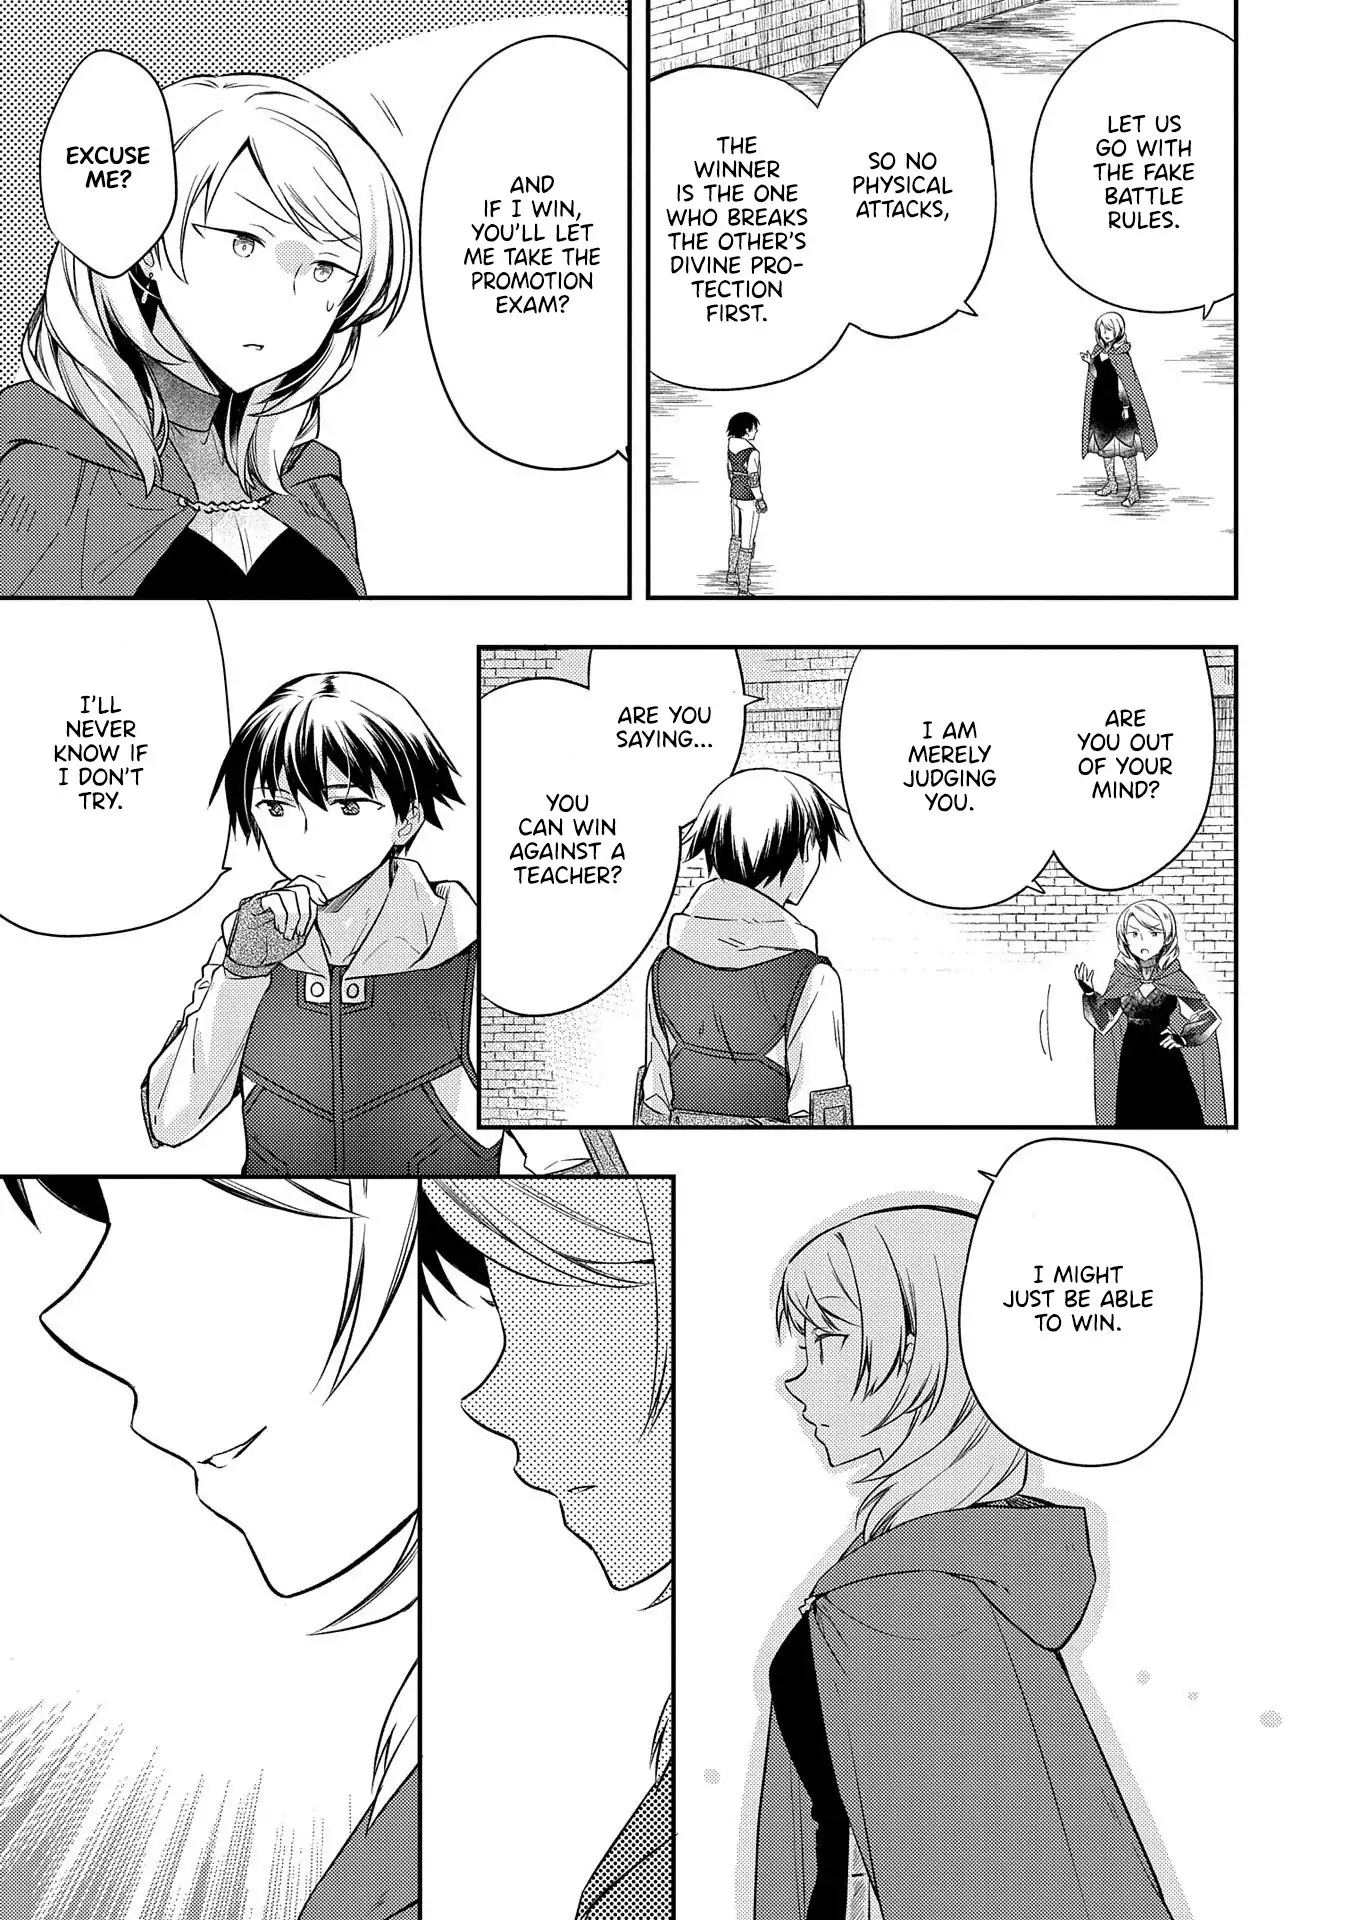 LET US
GO WITH
THE FAKE
BATTLE
RULES.
SO NO
PHYSICAL
ATTACKS,
THE
WINNER
IS THE ONE
WHO BREAKS
THE OTHER'S
DIVINE PRO-
TECTION
FIRST.
AND
IF I WIN,
YOU'LL LET
ME TAKE THE
PROMOTION
EXAM?
EXCUSE
ME?
ARE
YOU OUT
OF YOUR
MIND?
I AM
MERELY
JUDGING
YOU.
ARE YOU
SAYING...
YOU
CAN WIN
AGAINST A
TEACHER?
I'LL
NEVER
KNOW IF
I DON'T
TRY.
I MIGHT
JUST BE ABLE
TO WIN.